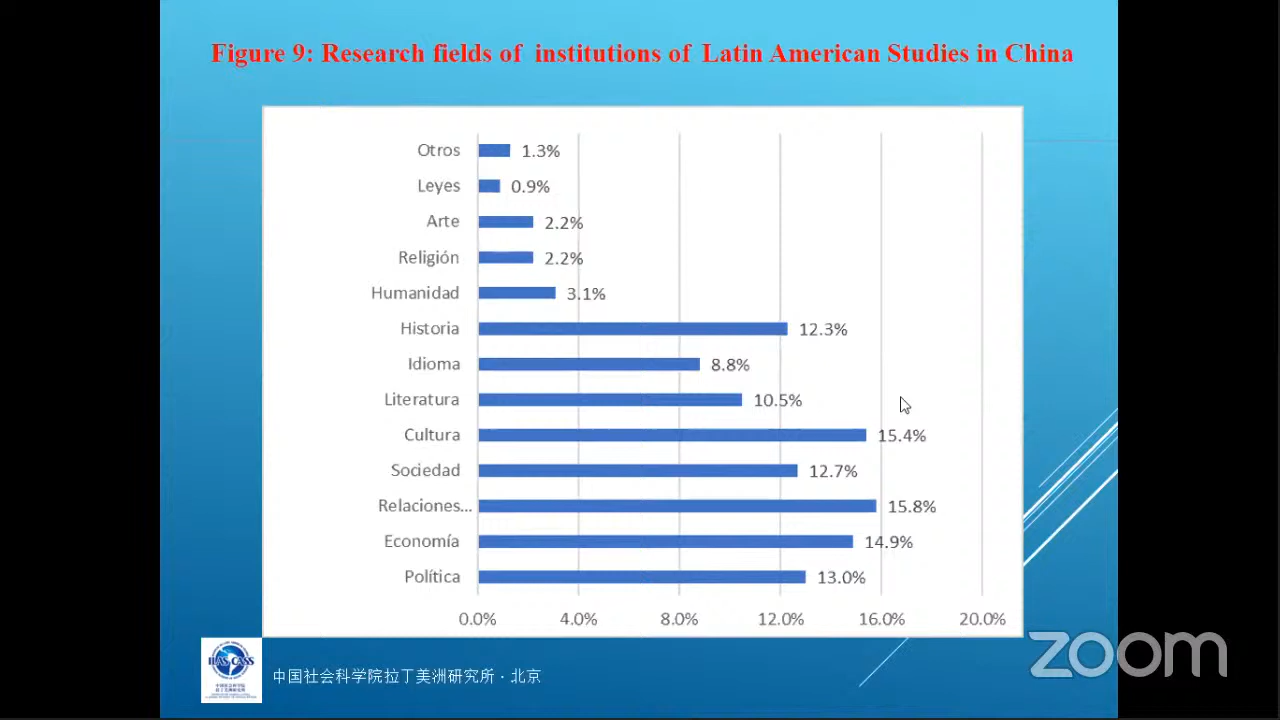 Figure 9: Research fields of institutions of Latin American Studies in China
Otros 1.3%
Leyes 0.9%
Arte 2.2%
Religión 2.2%
Humanidad 3.1%
Historia 12.3%
Idioma 8.8%
Literatura 10.5%
Cultura 15.4%
Sociedad 12.7%
Relaciones... 15.8%
Economía 14.9%
Política 13.0%
0.0% 4.0% 8.0% 12.0% 16.0% 20.0%
ILAS CASS
中国社会科学院拉丁美洲研究所·北京
zoom